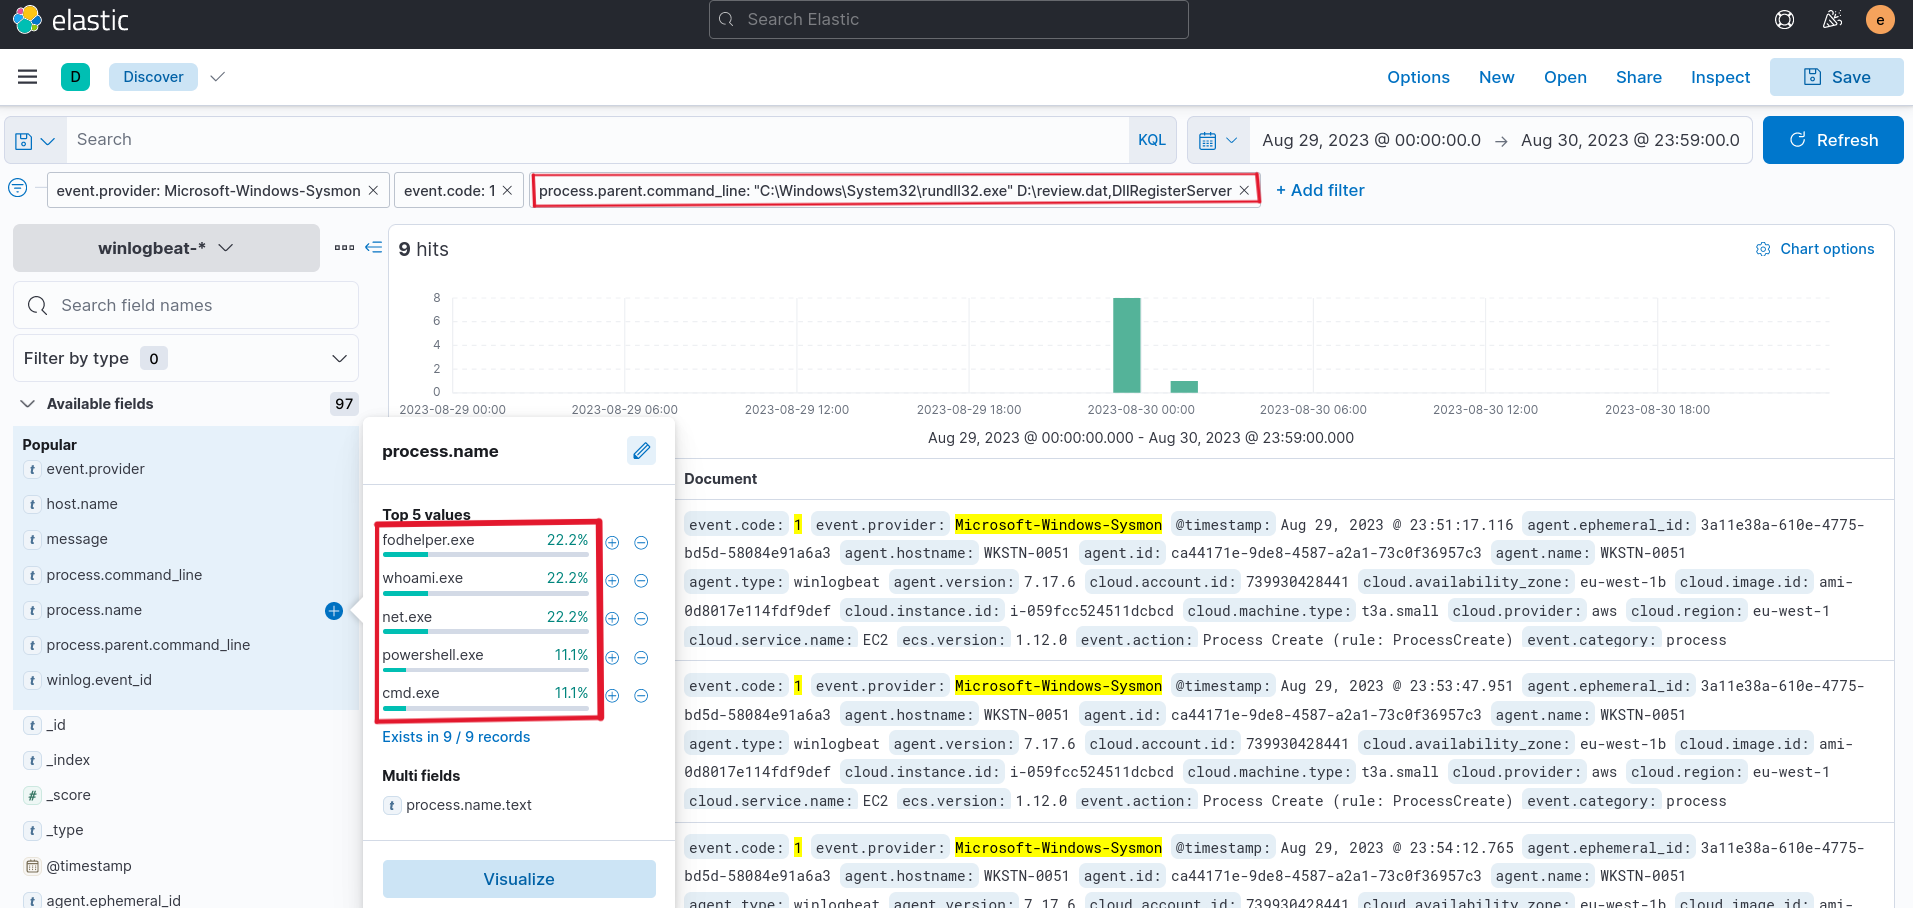 elastic
Search Elastic
e
D
Discover
Options
New
Open
Share
Inspect
Save
Search
KQL
Aug 29, 2023 @ 00:00:00.0 → Aug 30, 2023 @ 23:59:00.0
Refresh
event.provider: Microsoft-Windows-Sysmon ×
event.code: 1 ×
process.parent.command_line: "C:\Windows\System32\rundll32.exe" D:\review.dat,DllRegisterServer ×
+ Add filter
winlogbeat-*
Search field names
Filter by type 0
Available fields 97
Popular
t event.provider
t host.name
t message
t process.command_line
t process.name
t process.parent.command_line
t winlog.event_id
t _id
t _index
# _score
t _type
@timestamp
t agent.ephemeral_id
process.name
Top 5 values
fodhelper.exe 22.2%
whoami.exe 22.2%
net.exe 22.2%
powershell.exe 11.1%
cmd.exe 11.1%
Exists in 9 / 9 records
Multi fields
t process.name.text
Visualize
9 hits
Chart options
8
6
4
2
0
2023-08-29 00:00
2023-08-29 06:00
2023-08-29 12:00
2023-08-29 18:00
2023-08-30 00:00
2023-08-30 06:00
2023-08-30 12:00
2023-08-30 18:00
Aug 29, 2023 @ 00:00:00.000 - Aug 30, 2023 @ 23:59:00.000
Document
event.code: 1 event.provider: Microsoft-Windows-Sysmon @timestamp: Aug 29, 2023 @ 23:51:17.116 agent.ephemeral_id: 3a11e38a-610e-4775-
bd5d-58084e91a6a3 agent.hostname: WKSTN-0051 agent.id: ca44171e-9de8-4587-a2a1-73c0f36957c3 agent.name: WKSTN-0051
agent.type: winlogbeat agent.version: 7.17.6 cloud.account.id: 739930428441 cloud.availability_zone: eu-west-1b cloud.image.id: ami-
0d8017e114fdf9def cloud.instance.id: i-059fcc524511dcbcd cloud.machine.type: t3a.small cloud.provider: aws cloud.region: eu-west-1
cloud.service.name: EC2 ecs.version: 1.12.0 event.action: Process Create (rule: ProcessCreate) event.category: process
event.code: 1 event.provider: Microsoft-Windows-Sysmon @timestamp: Aug 29, 2023 @ 23:53:47.951 agent.ephemeral_id: 3a11e38a-610e-4775-
bd5d-58084e91a6a3 agent.hostname: WKSTN-0051 agent.id: ca44171e-9de8-4587-a2a1-73c0f36957c3 agent.name: WKSTN-0051
agent.type: winlogbeat agent.version: 7.17.6 cloud.account.id: 739930428441 cloud.availability_zone: eu-west-1b cloud.image.id: ami-
0d8017e114fdf9def cloud.instance.id: i-059fcc524511dcbcd cloud.machine.type: t3a.small cloud.provider: aws cloud.region: eu-west-1
cloud.service.name: EC2 ecs.version: 1.12.0 event.action: Process Create (rule: ProcessCreate) event.category: process
event.code: 1 event.provider: Microsoft-Windows-Sysmon @timestamp: Aug 29, 2023 @ 23:54:12.765 agent.ephemeral_id: 3a11e38a-610e-4775-
bd5d-58084e91a6a3 agent.hostname: WKSTN-0051 agent.id: ca44171e-9de8-4587-a2a1-73c0f36957c3 agent.name: WKSTN-0051
agent.type: winlogbeat agent.version: 7.17.6 cloud.account.id: 739930428441 cloud.availability_zone: eu-west-1b cloud.image.id: ami-